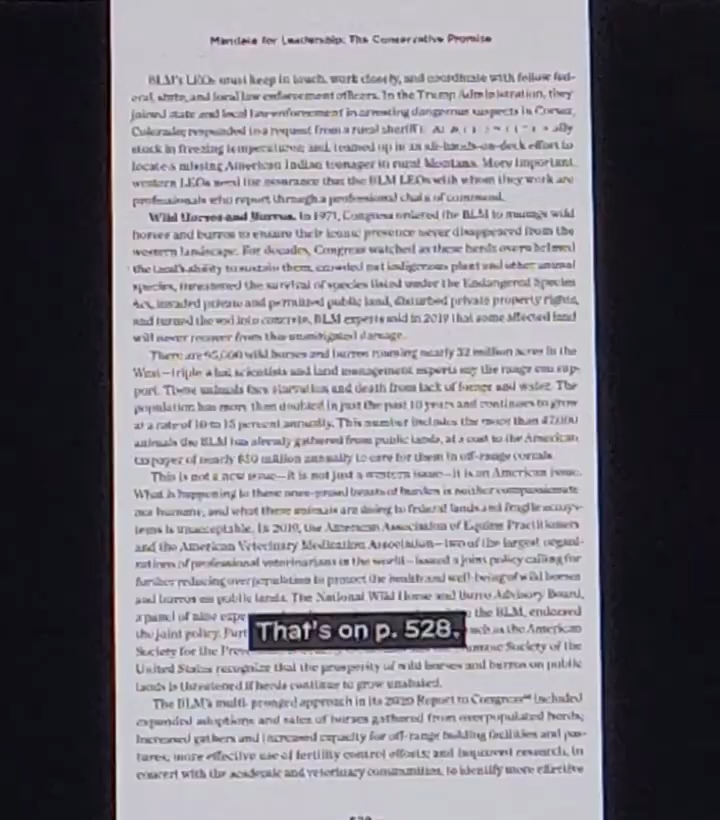 Mandate for Leadership: The Conservative Promise
BLM's LEOs must keep in touch, work closely, and coordinate with fellow fed-
eral, state, and local law enforcement officers. In the Trump Administration, they
joined state and local law enforcement in arresting dangerous suspects in Cortez,
Colorado; responded to a request from a rural sheriff
stuck in freezing temperatures; and, teamed up in an all-hands-on-deck effort to
locate a missing American Indian teenager in rural Montana. More important,
western LEOs need the assurance that the BLM LEOs with whom they work are
professionals who report through a professional chain of command.
Wild Horses and Burros. In 1971, Congress ordered the BLM to manage wild
horses and burros to ensure their iconic presence never disappeared from the
western landscape. For decades, Congress watched as these herds overwhelmed
the land's ability to sustain them, crowded out indigenous plant and other animal
species, threatened the survival of species listed under the Endangered Species
Act, invaded private and permitted public land, disturbed private property rights,
and turned the sod into concrete. BLM experts said in 2019 that some affected land
will never recover from this unmitigated damage.
There are 95,000 wild horses and burros roaming nearly 32 million acres in the
West—triple what scientists and land management experts say the range can sup-
port. These animals face starvation and death from lack of forage and water. The
population has more than doubled in just the past 10 years and continues to grow
at a rate of 10 to 15 percent annually. This number includes the more than 47,000
animals the BLM has already gathered from public lands, at a cost to the American
taxpayer of nearly $50 million annually to care for them in off-range corrals.
This is not a new issue—it is not just a western issue—it is an American issue.
What is happening to these once-proud beasts of burden is neither compassionate
nor humane, and what these animals are doing to federal lands and fragile ecosys-
tems is unacceptable. In 2019, the American Association of Equine Practitioners
and the American Veterinary Medication Association—two of the largest organi-
zations of professional veterinarians in the world—issued a joint policy calling for
further reducing overpopulation to protect the health and well-being of wild horses
and burros on public lands. The National Wild Horse and Burro Advisory Board,
a panel of nine expe the BLM, endorsed
the joint policy. Furt That's on p. 528. such as the American
Society for the Preve umane Society of the
United States recognize that the prosperity of wild horses and burros on public
lands is threatened if herds continue to grow unabated.
The BLM's multi-pronged approach in its 2020 Report to Congress included
expanded adoptions and sales of horses gathered from overpopulated herds;
increased gathers and increased capacity for off-range holding facilities and pas-
tures; more effective use of fertility control efforts; and improved research, in
concert with the academic and veterinary communities, to identify more effective